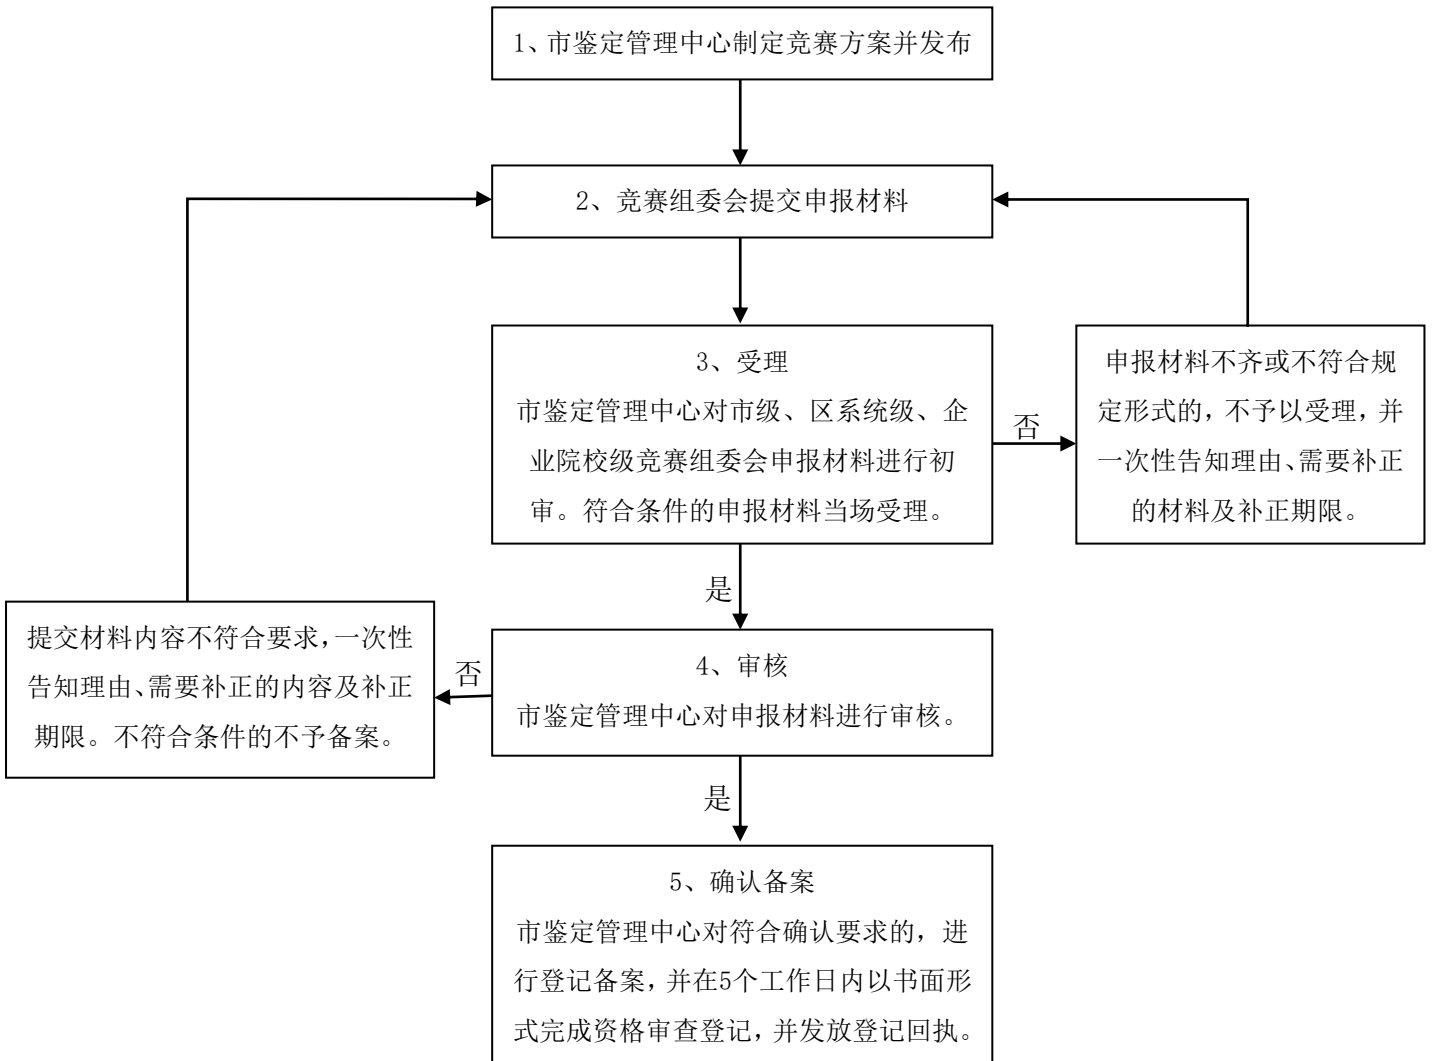 1、市鉴定管理中心制定竞赛方案并发布
2、竞赛组委会提交申报材料
3、受理
市鉴定管理中心对市级、区系统级、企
业院校级竞赛组委会申报材料进行初
审。符合条件的申报材料当场受理。
否
申报材料不齐或不符合规
定形式的，不予以受理，并
一次性告知理由、需要补正
的材料及补正期限。
是
4、审核
市鉴定管理中心对申报材料进行审核。
否
提交材料内容不符合要求，一次性
告知理由、需要补正的内容及补正
期限。不符合条件的不予备案。
是
5、确认备案
市鉴定管理中心对符合确认要求的，进
行登记备案，并在5个工作日内以书面形
式完成资格审查登记，并发放登记回执。